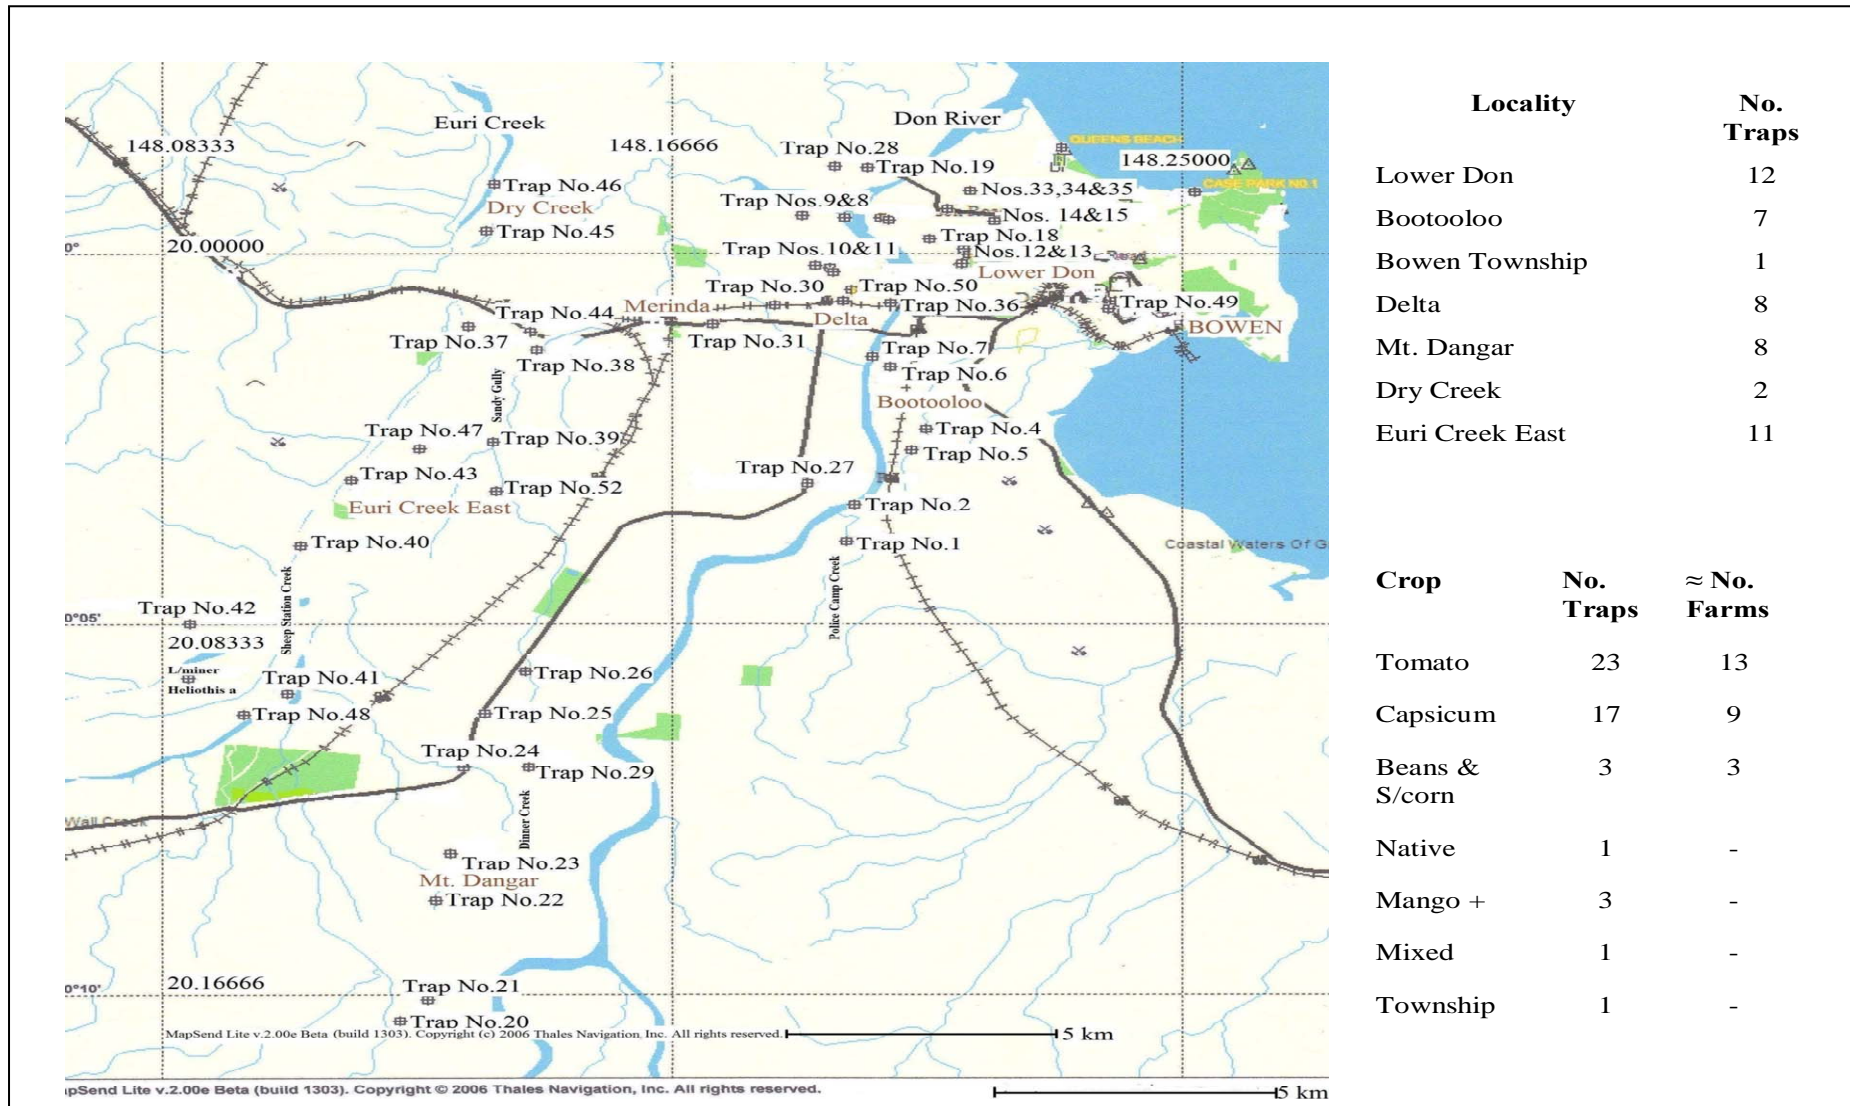 Euri Creek
Don River
148.08333
148.16666
Trap No.28
QUEENS BEACH
148.25000
Trap No.19
CASE PARK NO.1
Trap No.46
Nos.33,34&35
Trap Nos.9&8
Dry Creek
Nos. 14&15
Trap No.45
Trap No.18
20.00000
Trap Nos.10&11
Nos.12&13
Lower Don
Trap No.30
Trap No.50
Merinda
Trap No.36
Trap No.49
Trap No.44
Delta
BOWEN
Trap No.37
Trap No.31
Trap No.7
Trap No.38
Trap No.6
Sandy Gully
Bootooloo
Trap No.47
Trap No.39
Trap No.4
Trap No.5
Trap No.43
Trap No.27
Trap No.52
Euri Creek East
Trap No.2
Trap No.40
Trap No.1
Coastal Waters Of G
Sheep Station Creek
Police Camp Creek
Trap No.42
0°05'
20.08333
L/miner
Heliothis a
Trap No.41
Trap No.26
Trap No.48
Trap No.25
Trap No.24
Trap No.29
Wall Creek
Dinner Creek
Trap No.23
Mt. Dangar
Trap No.22
20.16666
0°10'
Trap No.21
Trap No.20
MapSend Lite v.2.00e Beta (build 1303). Copyright (c) 2006 Thales Navigation, Inc. All rights reserved.
5 km
pSend Lite v.2.00e Beta (build 1303). Copyright © 2006 Thales Navigation, Inc. All rights reserved.
5 km
Locality No.
Traps
Lower Don 12
Bootooloo 7
Bowen Township 1
Delta 8
Mt. Dangar 8
Dry Creek 2
Euri Creek East 11
Crop No. ≈ No.
Traps Farms
Tomato 23 13
Capsicum 17 9
Beans & 3 3
S/corn
Native 1 -
Mango + 3 -
Mixed 1 -
Township 1 -